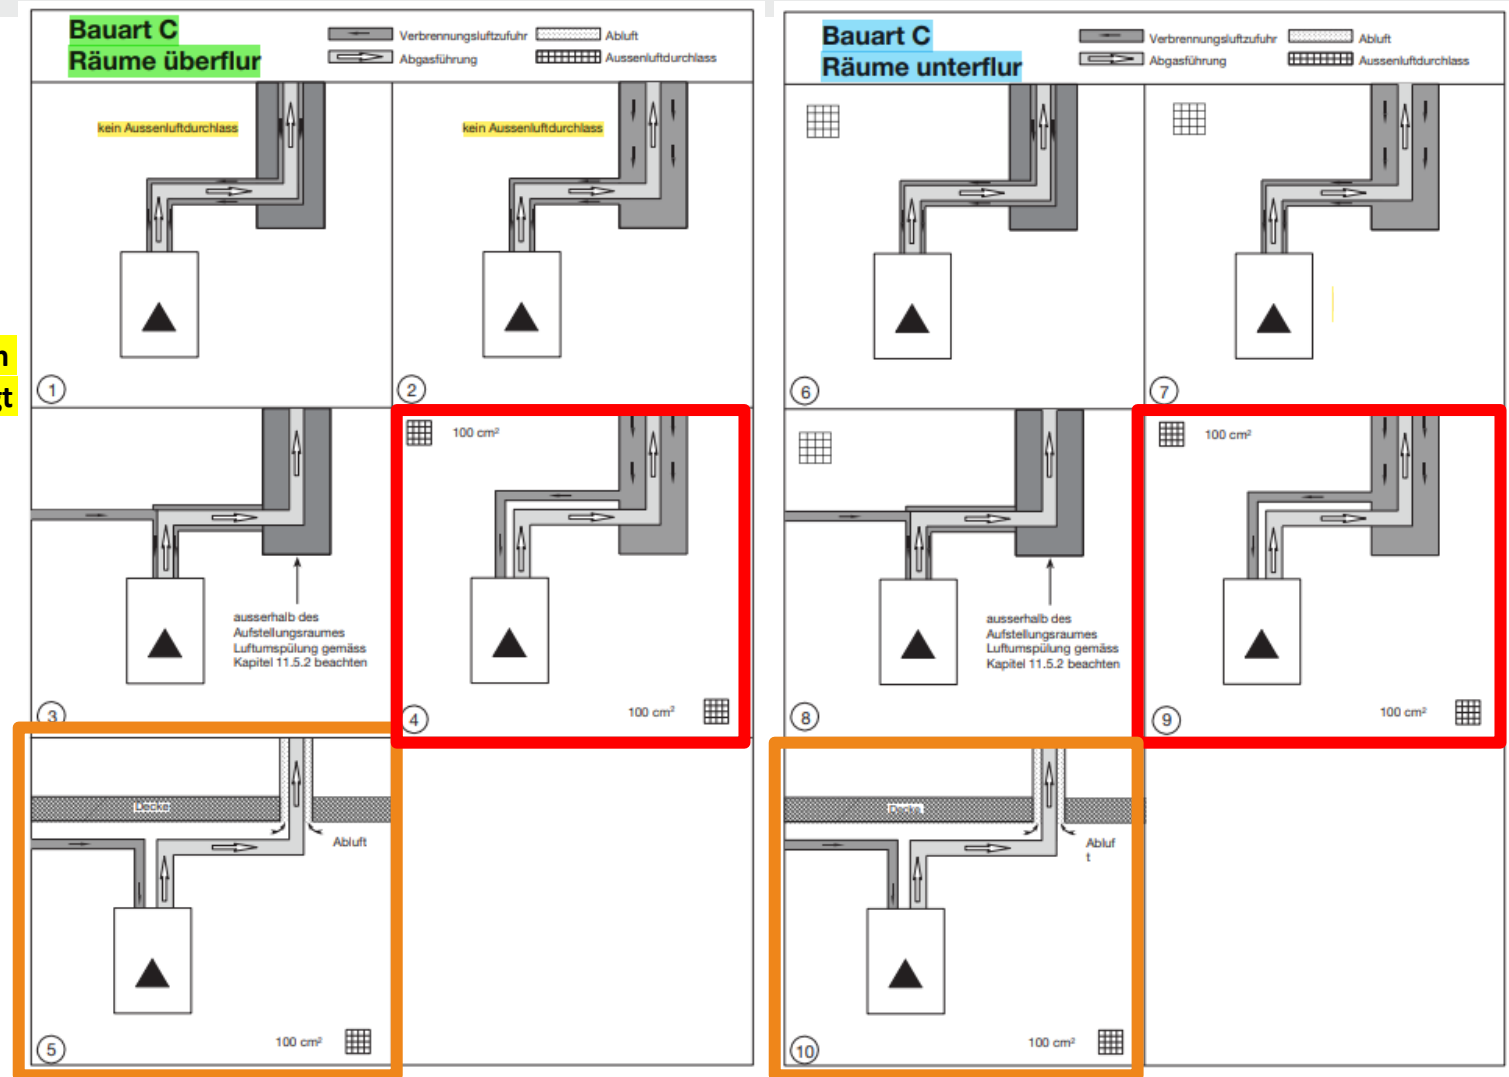 Bauart C
Räume überflur
Verbrennungsluftzufuhr
Abluft
Abgasführung
Aussenluftdurchlass
kein Aussenluftdurchlass
1
kein Aussenluftdurchlass
2
ausserhalb des
Aufstellungsraumes
Luftumspülung gemäss
Kapitel 11.5.2 beachten
3
100 cm²
100 cm²
4
Decke
Abluft
100 cm²
5
Bauart C
Räume unterflur
Verbrennungsluftzufuhr
Abluft
Abgasführung
Aussenluftdurchlass
6
7
ausserhalb des
Aufstellungsraumes
Luftumspülung gemäss
Kapitel 11.5.2 beachten
8
100 cm²
100 cm²
9
Decke
Abluf
t
100 cm²
10